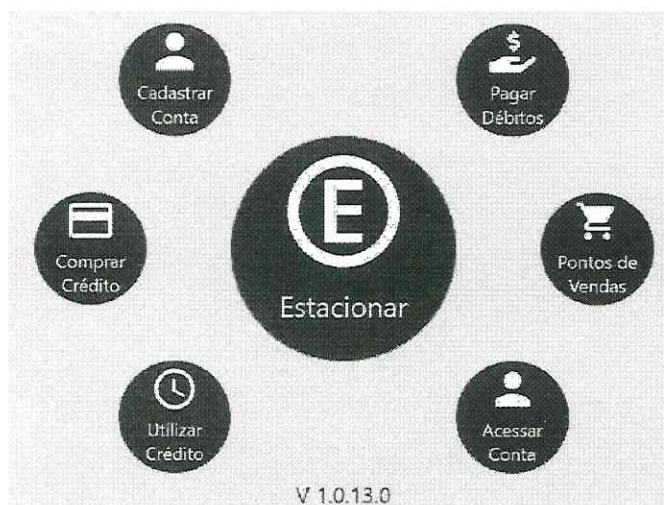 Cadastrar
Conta
$
Pagar
Débitos
E
Estacionar
Comprar
Crédito
Pontos de
Vendas
Utilizar
Crédito
Acessar
Conta
V 1.0.13.0